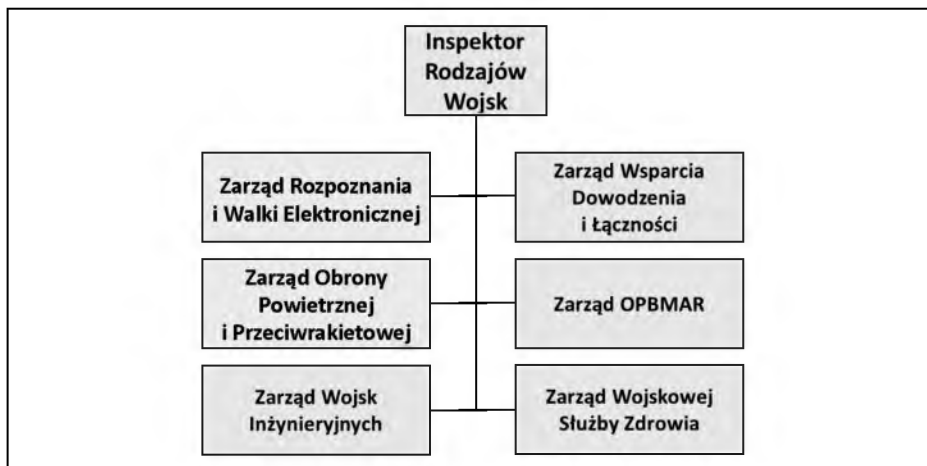 Inspektor
Rodzajów
Wojsk
Zarząd Rozpoznania
i Walki Elektronicznej
Zarząd Wsparcia
Dowodzenia
i Łączności
Zarząd Obrony
Powietrznej
i Przeciwrakietowej
Zarząd OPBMAR
Zarząd Wojsk
Inżynieryjnych
Zarząd Wojskowej
Służby Zdrowia